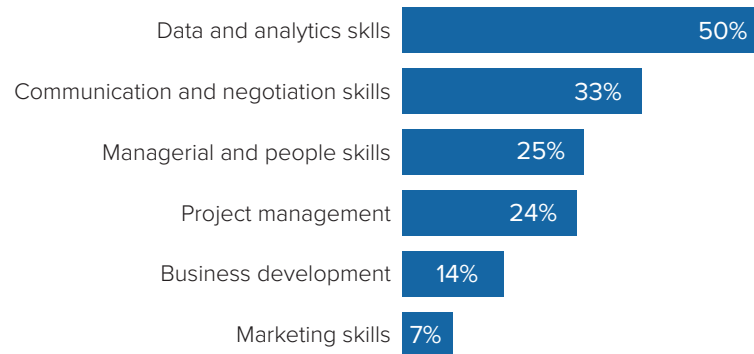 Data and analytics sklls 50%
Communication and negotiation skills 33%
Managerial and people skills 25%
Project management 24%
Business development 14%
Marketing skills 7%